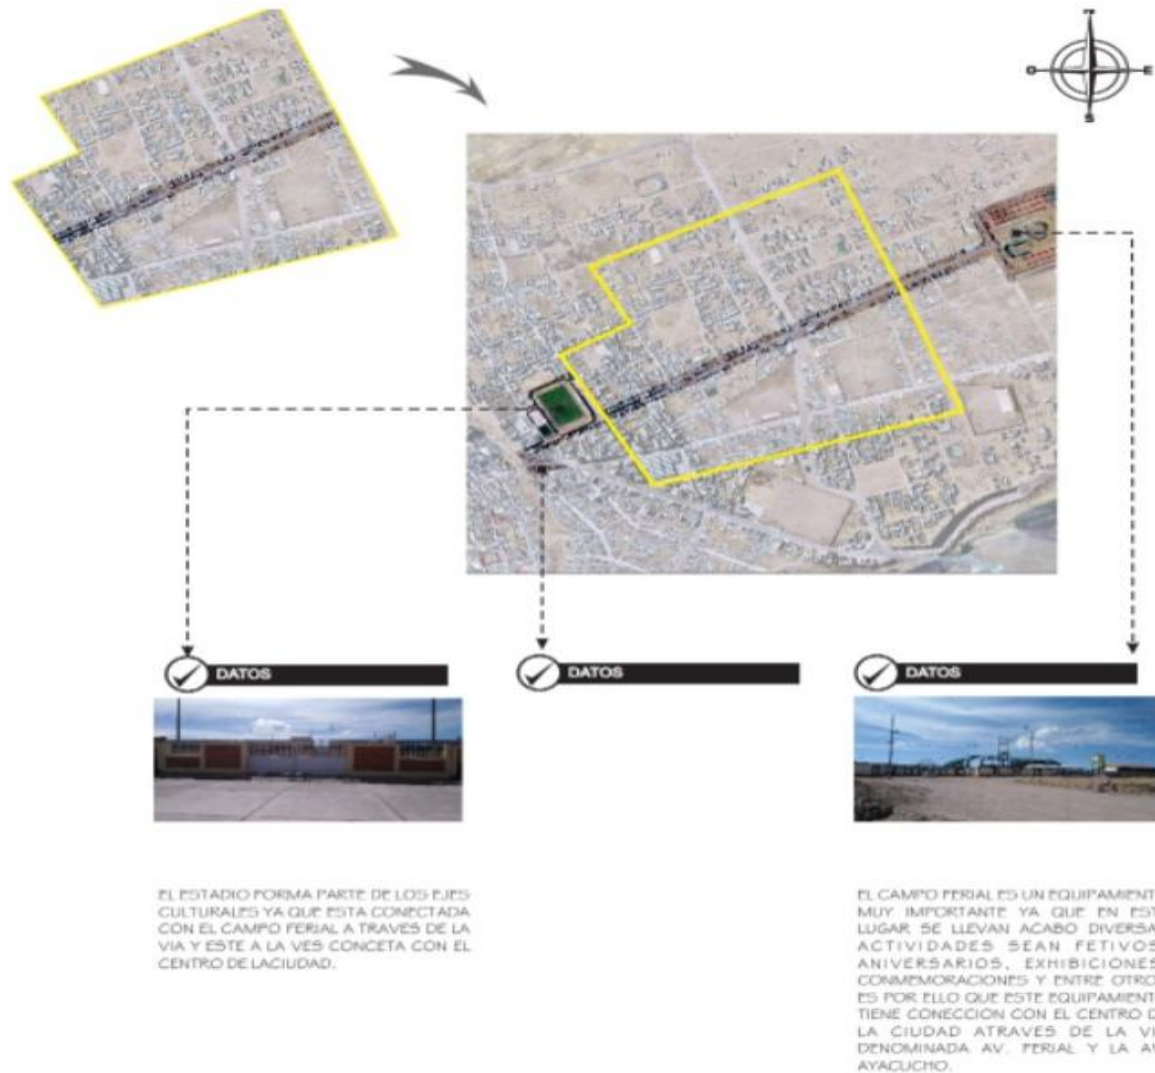 N
O E
S
DATOS
DATOS
DATOS
EL ESTADIO FORMA PARTE DE LOS EJES
CULTURALES YA QUE ESTA CONECTADA
CON EL CAMPO FERIAL A TRAVES DE LA
VIA Y ESTE A LA VES CONCETA CON EL
CENTRO DE LACIUDAD.
EL CAMPO FERIAL ES UN EQUIPAMIENT
MUY IMPORTANTE YA QUE EN EST
LUGAR SE LLEVAN ACABO DIVERSA
ACTIVIDADES SEAN FETIVOS
ANIVERSARIOS, EXHIBICIONES
CONMEMORACIONES Y ENTRE OTRO
ES POR ELLO QUE ESTE EQUIPAMIENT
TIENE CONECCION CON EL CENTRO D
LA CIUDAD ATRAVES DE LA VI
DENOMINADA AV. FERIAL Y LA AV
AYACUCHO.